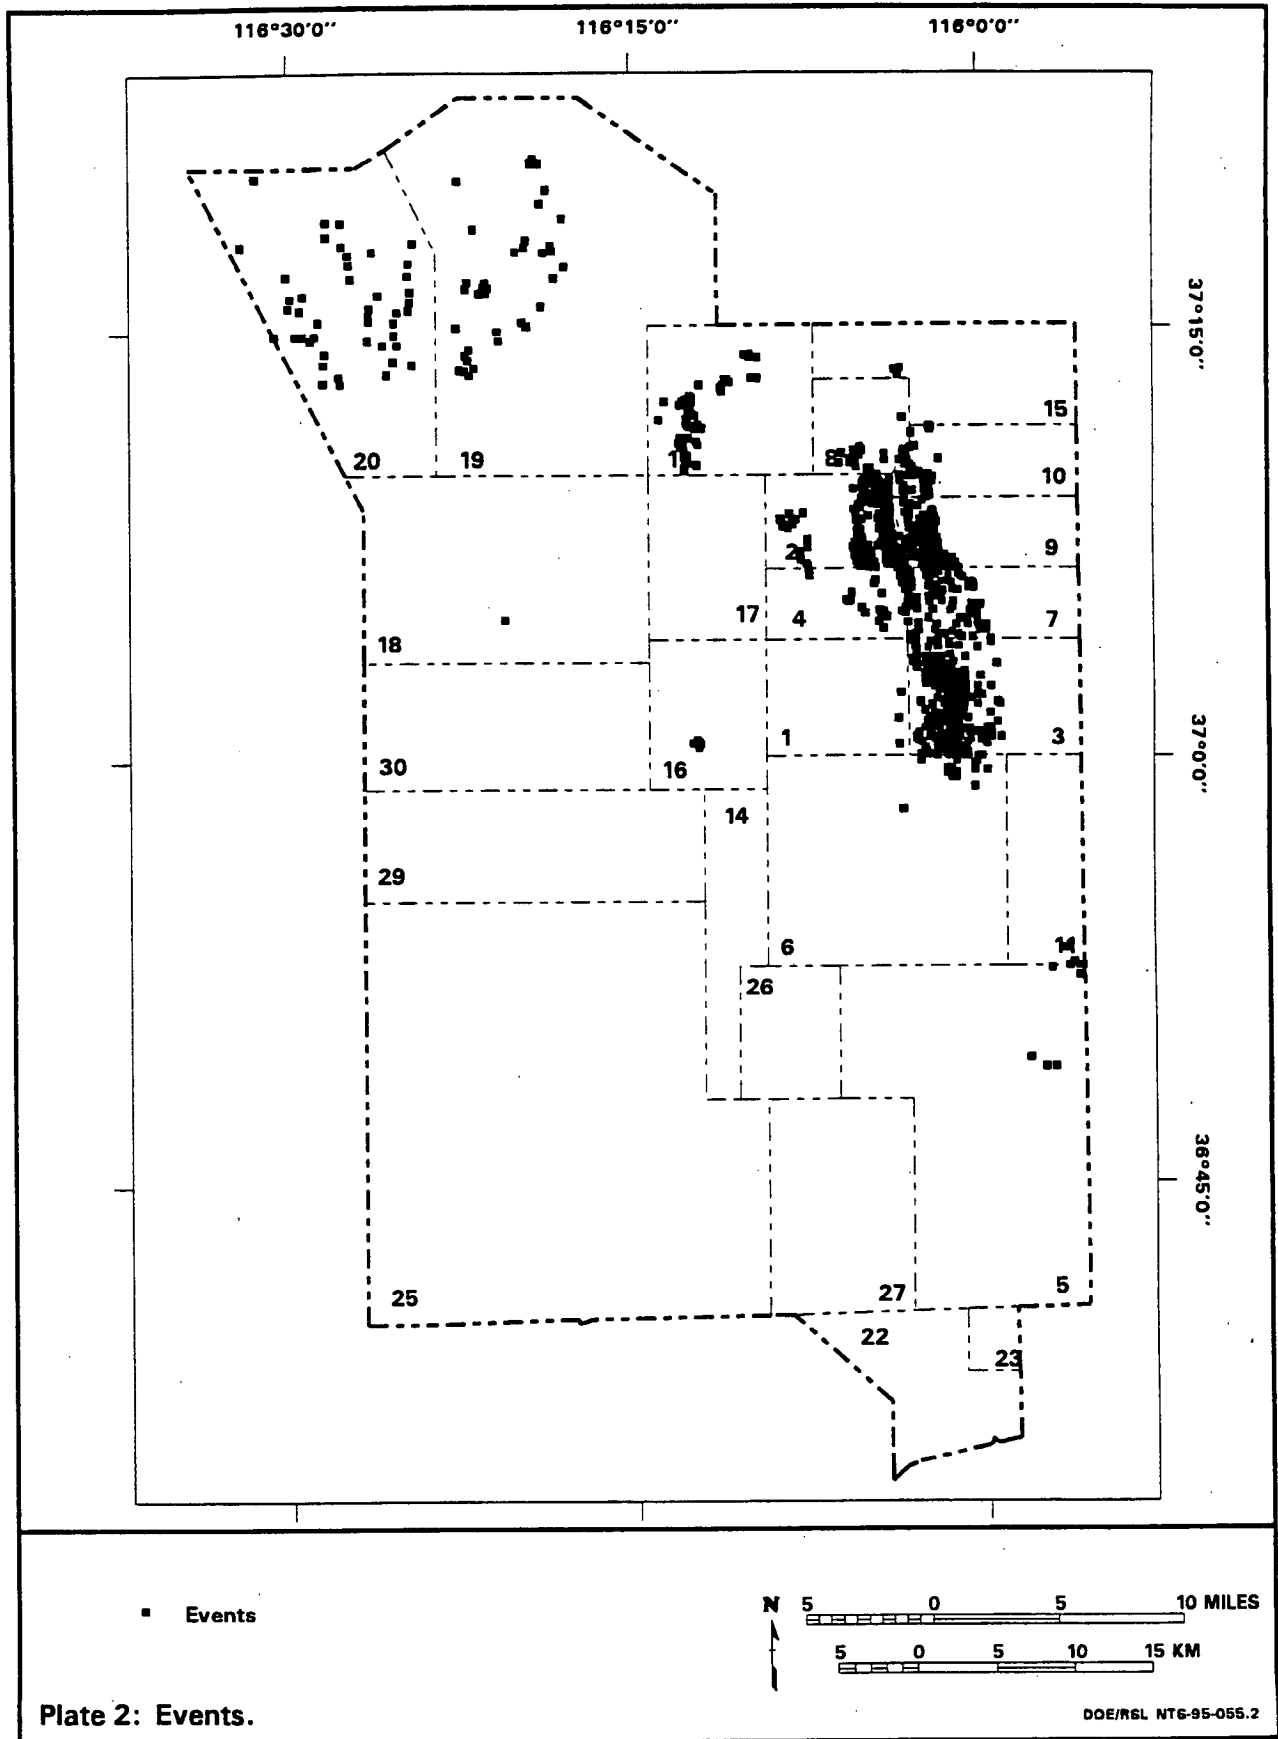 116°30'0" 116°15'0" 116°0'0"
37°15'0"
15
20 19 8 10
2 9
17 4 7
18
37°0'0"
1 3
30 16
14
29
6
26
36°45'0"
25 27 5
22
23
■ Events
N 5 0 5 10 MILES
5 0 5 10 15 KM
Plate 2: Events.
DOE/RSL NTS-95-055.2